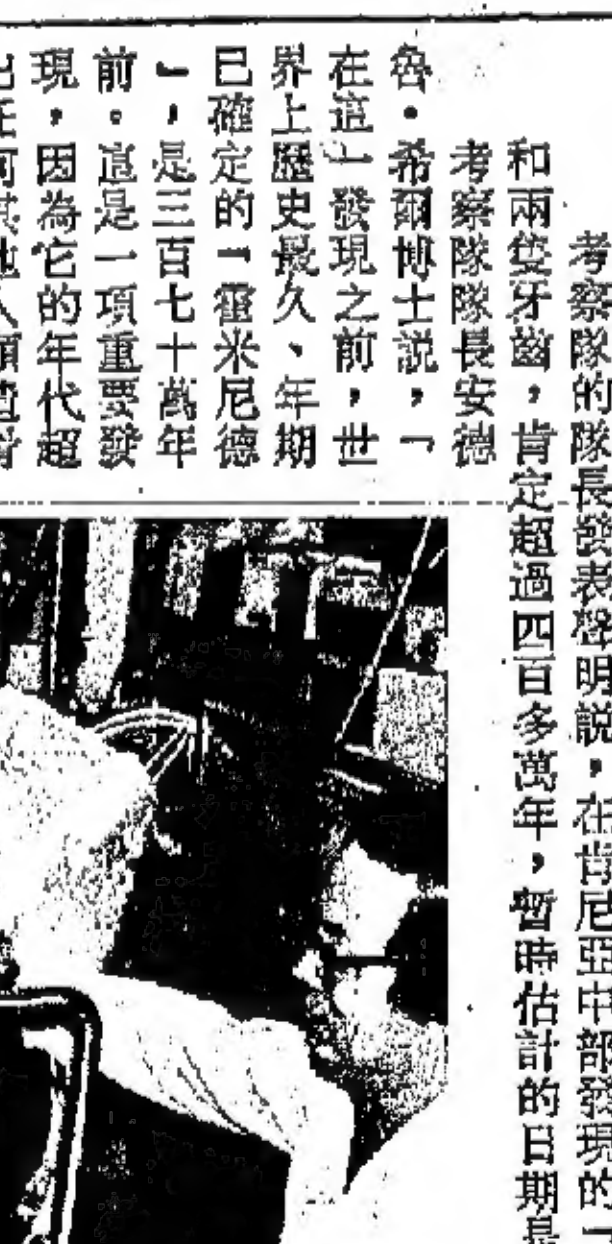 考察隊的隊長發表聲明説，在肯尼亞中部發現的一
和兩隻牙齒，肯定超過四百多萬年，暫時估計的日期是
考察隊隊長安德
魯•希爾博士説，「
在這一發現之前，世
界上歷史最久、年期
已確定的「霍米尼德
」，是三百七十萬年
前。這是一項重要發
現，因為它的年代超